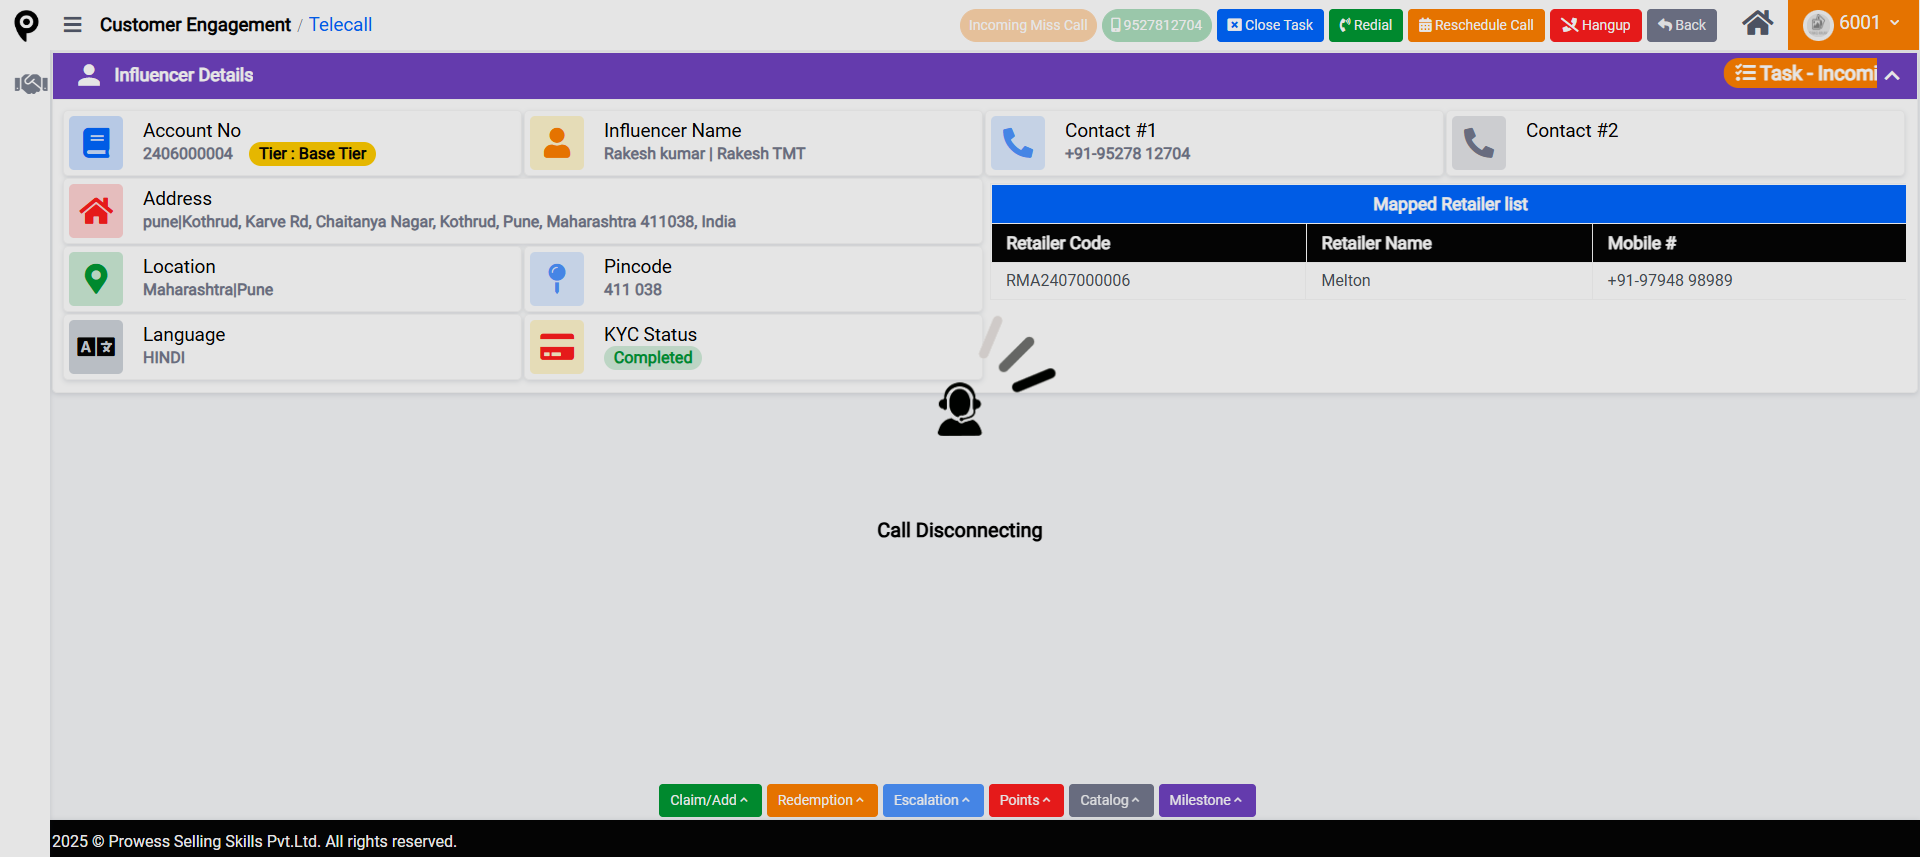 Customer Engagement / Telecall
Incoming Miss Call
9527812704
Close Task
Redial
Reschedule Call
Hangup
Back
6001
Influencer Details
Task - Incomi
Account No
2406000004 Tier : Base Tier
Influencer Name
Rakesh kumar | Rakesh TMT
Contact #1
+91-95278 12704
Contact #2
Address
pune|Kothrud, Karve Rd, Chaitanya Nagar, Kothrud, Pune, Maharashtra 411038, India
Mapped Retailer list
Retailer Code Retailer Name Mobile #
RMA2407000006 Melton +91-97948 98989
Location
Maharashtra|Pune
Pincode
411 038
Language
HINDI
KYC Status
Completed
Call Disconnecting
Claim/Add
Redemption
Escalation
Points
Catalog
Milestone
2025 © Prowess Selling Skills Pvt.Ltd. All rights reserved.